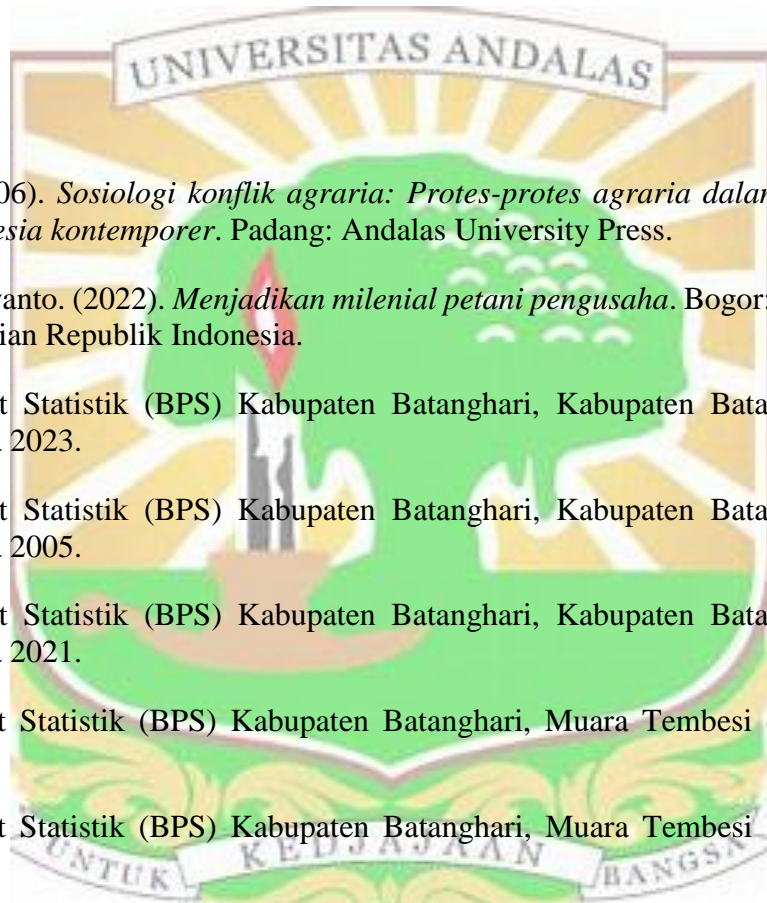 UNIVERSITAS ANDALAS
06). Sosiologi konflik agraria: Protes-protes agraria dalam
esia kontemporer. Padang: Andalas University Press.
anto. (2022). Menjadikan milenial petani pengusaha. Bogor:
ian Republik Indonesia.
t Statistik (BPS) Kabupaten Batanghari, Kabupaten Bata
2023.
t Statistik (BPS) Kabupaten Batanghari, Kabupaten Bata
2005.
t Statistik (BPS) Kabupaten Batanghari, Kabupaten Bata
2021.
t Statistik (BPS) Kabupaten Batanghari, Muara Tembesi
t Statistik (BPS) Kabupaten Batanghari, Muara Tembesi
UNTUK KEDJAJAAN BANGSA